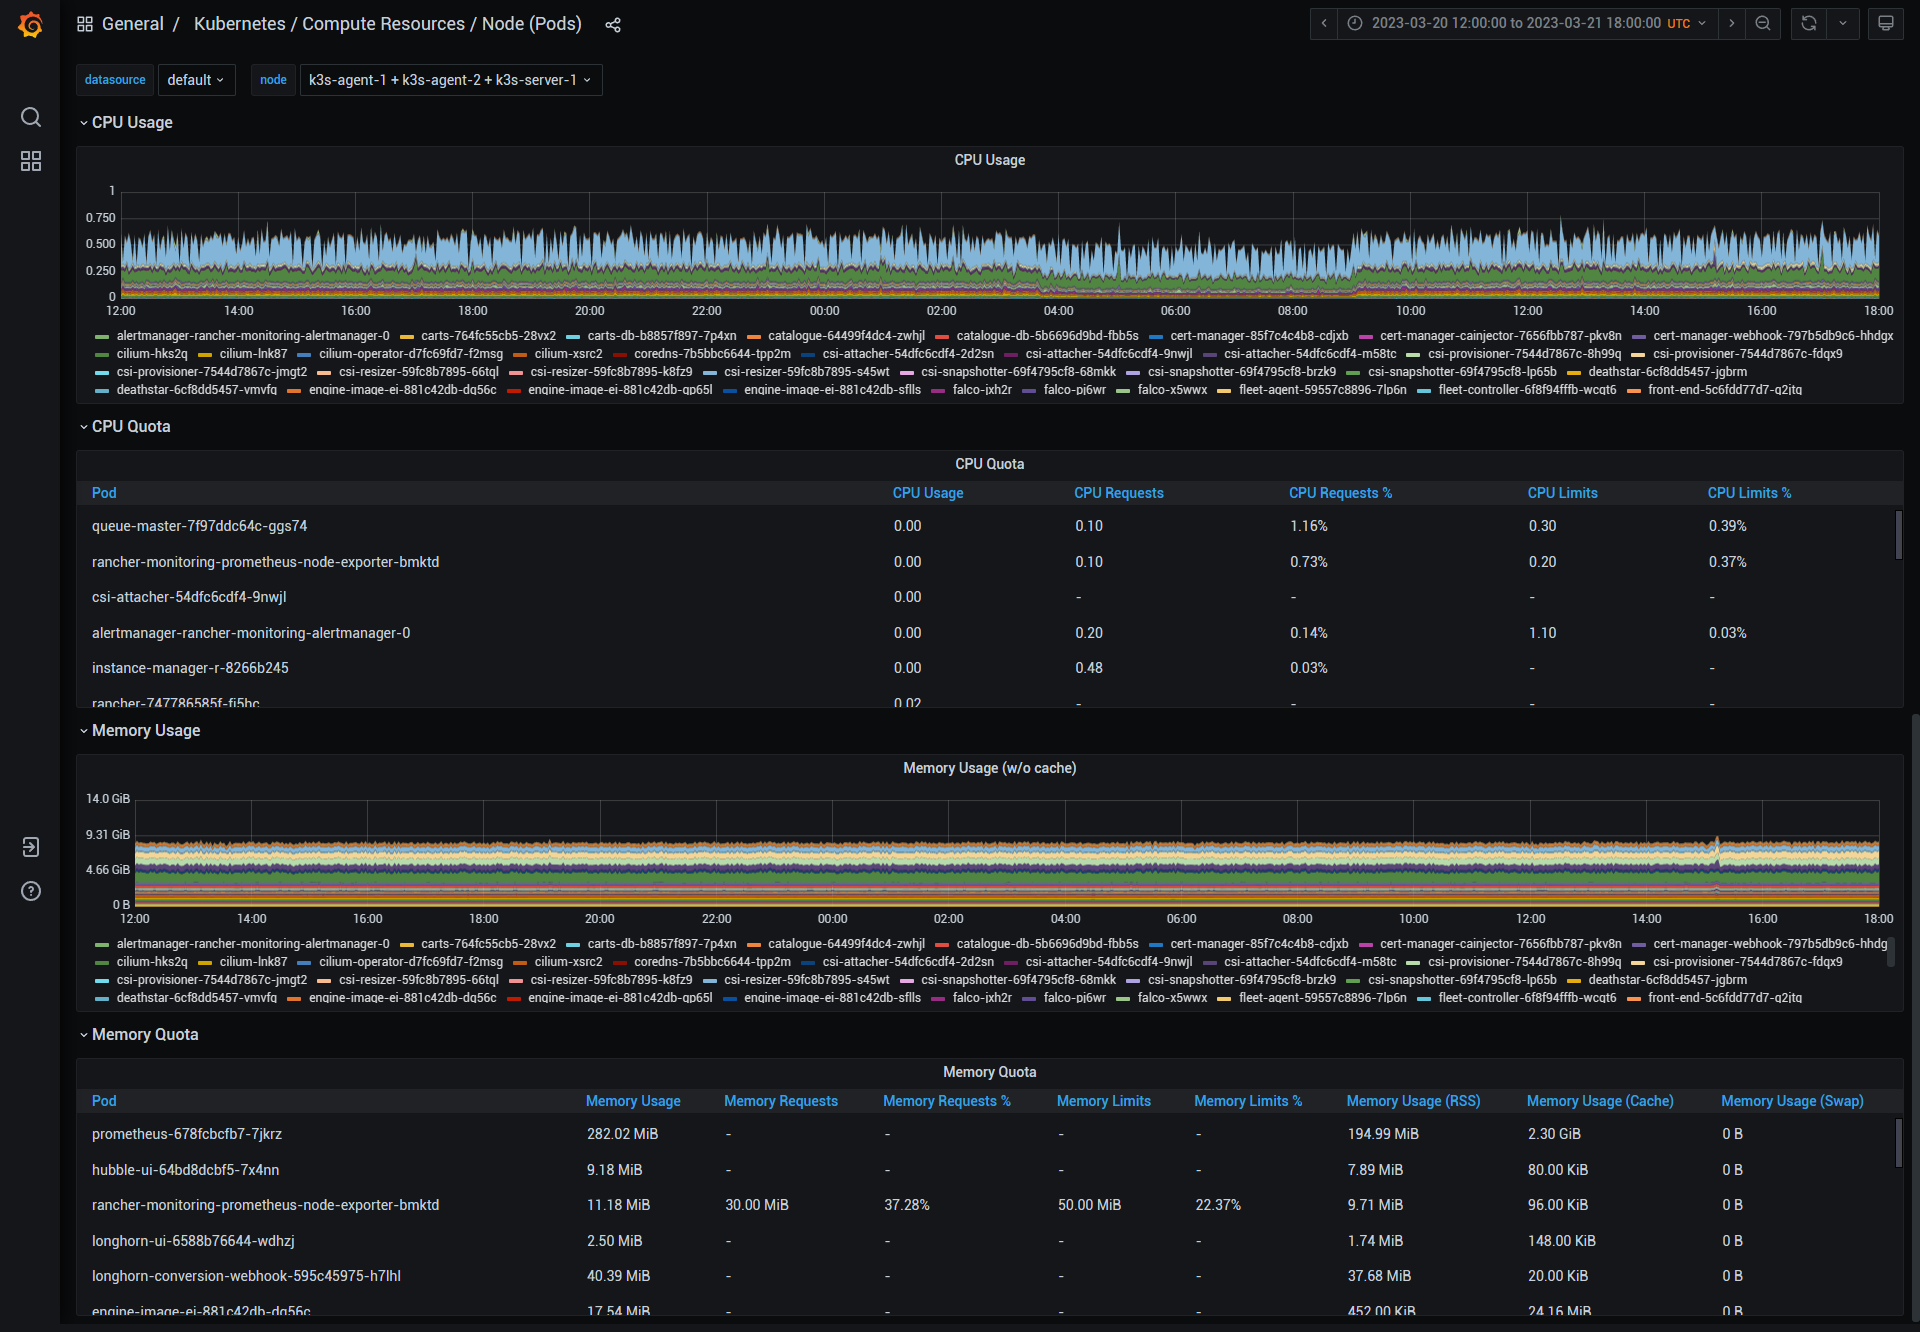 General / Kubernetes / Compute Resources / Node (Pods)
2023-03-20 12:00:00 to 2023-03-21 18:00:00 UTC
datasource default node k3s-agent-1 + k3s-agent-2 + k3s-server-1
CPU Usage
CPU Usage
1
0.750
0.500
0.250
0
12:00 14:00 16:00 18:00 20:00 22:00 00:00 02:00 04:00 06:00 08:00 10:00 12:00 14:00 16:00 18:00
alertmanager-rancher-monitoring-alertmanager-0 carts-764fc55cb5-28vx2 carts-db-b8857f897-7p4xn catalogue-64499f4dc4-zwhjl catalogue-db-5b6696d9bd-fbb5s cert-manager-85f7c4c4b8-cdjxb cert-manager-cainjector-7656fbb787-pkv8n cert-manager-webhook-797b5db9c6-hhdgx
cilium-hks2q cilium-lnk87 cilium-operator-d7fc69fd7-f2msg cilium-xsrc2 coredns-7b5bbc6644-tpp2m csi-attacher-54dfc6cdf4-2d2sn csi-attacher-54dfc6cdf4-9nwjl csi-attacher-54dfc6cdf4-m58tc csi-provisioner-7544d7867c-8h99q csi-provisioner-7544d7867c-fdqx9
csi-provisioner-7544d7867c-jmgt2 csi-resizer-59fc8b7895-66tql csi-resizer-59fc8b7895-k8fz9 csi-resizer-59fc8b7895-s45wt csi-snapshotter-69f4795cf8-68mkk csi-snapshotter-69f4795cf8-brzk9 csi-snapshotter-69f4795cf8-lp65b deathstar-6cf8dd5457-jgbrm
deathstar-6cf8dd5457-vmvfq engine-image-ei-881c42db-dq56c engine-image-ei-881c42db-qp65l engine-image-ei-881c42db-sflls falco-jxh2r falco-pj6wr falco-x5wwx fleet-agent-59557c8896-7lp6n fleet-controller-6f8f94fffb-wcqt6 front-end-5c6fdd77d7-q2jtq
CPU Quota
CPU Quota
Pod CPU Usage CPU Requests CPU Requests % CPU Limits CPU Limits %
queue-master-7f97ddc64c-ggs74 0.00 0.10 1.16% 0.30 0.39%
rancher-monitoring-prometheus-node-exporter-bmktd 0.00 0.10 0.73% 0.20 0.37%
csi-attacher-54dfc6cdf4-9nwjl 0.00 - - - -
alertmanager-rancher-monitoring-alertmanager-0 0.00 0.20 0.14% 1.10 0.03%
instance-manager-r-8266b245 0.00 0.48 0.03% - -
rancher-747786585f-fj5hc 0.02 - - - -
Memory Usage
Memory Usage (w/o cache)
14.0 GiB
9.31 GiB
4.66 GiB
0 B
12:00 14:00 16:00 18:00 20:00 22:00 00:00 02:00 04:00 06:00 08:00 10:00 12:00 14:00 16:00 18:00
alertmanager-rancher-monitoring-alertmanager-0 carts-764fc55cb5-28vx2 carts-db-b8857f897-7p4xn catalogue-64499f4dc4-zwhjl catalogue-db-5b6696d9bd-fbb5s cert-manager-85f7c4c4b8-cdjxb cert-manager-cainjector-7656fbb787-pkv8n cert-manager-webhook-797b5db9c6-hhdg
cilium-hks2q cilium-lnk87 cilium-operator-d7fc69fd7-f2msg cilium-xsrc2 coredns-7b5bbc6644-tpp2m csi-attacher-54dfc6cdf4-2d2sn csi-attacher-54dfc6cdf4-9nwjl csi-attacher-54dfc6cdf4-m58tc csi-provisioner-7544d7867c-8h99q csi-provisioner-7544d7867c-fdqx9
csi-provisioner-7544d7867c-jmgt2 csi-resizer-59fc8b7895-66tql csi-resizer-59fc8b7895-k8fz9 csi-resizer-59fc8b7895-s45wt csi-snapshotter-69f4795cf8-68mkk csi-snapshotter-69f4795cf8-brzk9 csi-snapshotter-69f4795cf8-lp65b deathstar-6cf8dd5457-jgbrm
deathstar-6cf8dd5457-vmvfq engine-image-ei-881c42db-dq56c engine-image-ei-881c42db-qp65l engine-image-ei-881c42db-sflls falco-jxh2r falco-pj6wr falco-x5wwx fleet-agent-59557c8896-7lp6n fleet-controller-6f8f94fffb-wcqt6 front-end-5c6fdd77d7-q2jtq
Memory Quota
Memory Quota
Pod Memory Usage Memory Requests Memory Requests % Memory Limits Memory Limits % Memory Usage (RSS) Memory Usage (Cache) Memory Usage (Swap)
prometheus-678fcbcfb7-7jkrz 282.02 MiB - - - - 194.99 MiB 2.30 GiB 0 B
hubble-ui-64bd8dcbf5-7x4nn 9.18 MiB - - - - 7.89 MiB 80.00 KiB 0 B
rancher-monitoring-prometheus-node-exporter-bmktd 11.18 MiB 30.00 MiB 37.28% 50.00 MiB 22.37% 9.71 MiB 96.00 KiB 0 B
longhorn-ui-6588b76644-wdhzj 2.50 MiB - - - - 1.74 MiB 148.00 KiB 0 B
longhorn-conversion-webhook-595c45975-h7lhl 40.39 MiB - - - - 37.68 MiB 20.00 KiB 0 B
engine-image-ei-881c42db-dq56c 17.54 MiB - - - - 452.00 KiB 24.16 MiB 0 B